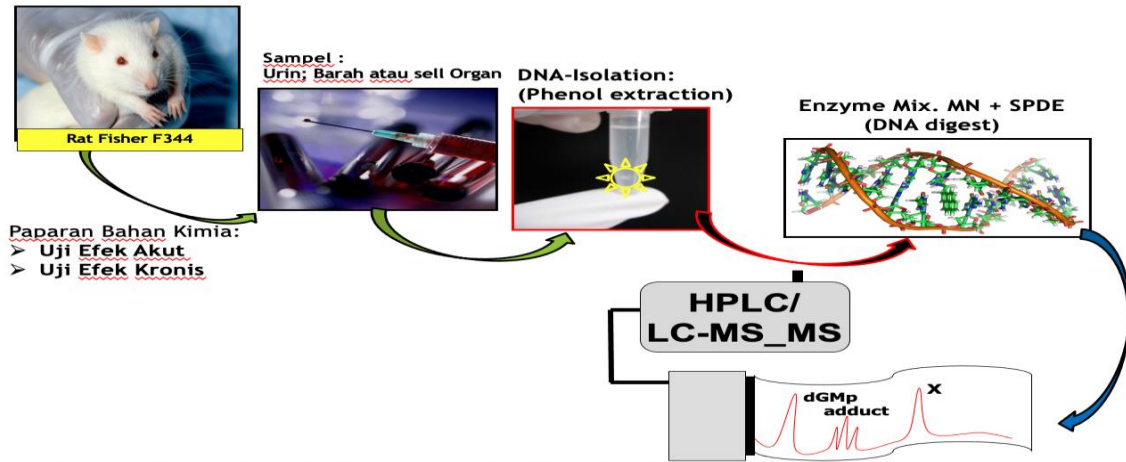 Rat Fisher F344
Paparan Bahan Kimia:
➢ Uji Efek Akut
➢ Uji Efek Kronis
Sampel :
Urin; Barah atau sell Organ
DNA-Isolation:
(Phenol extraction)
Enzyme Mix. MN + SPDE
(DNA digest)
HPLC/
LC-MS_MS
dGMp
adduct
X